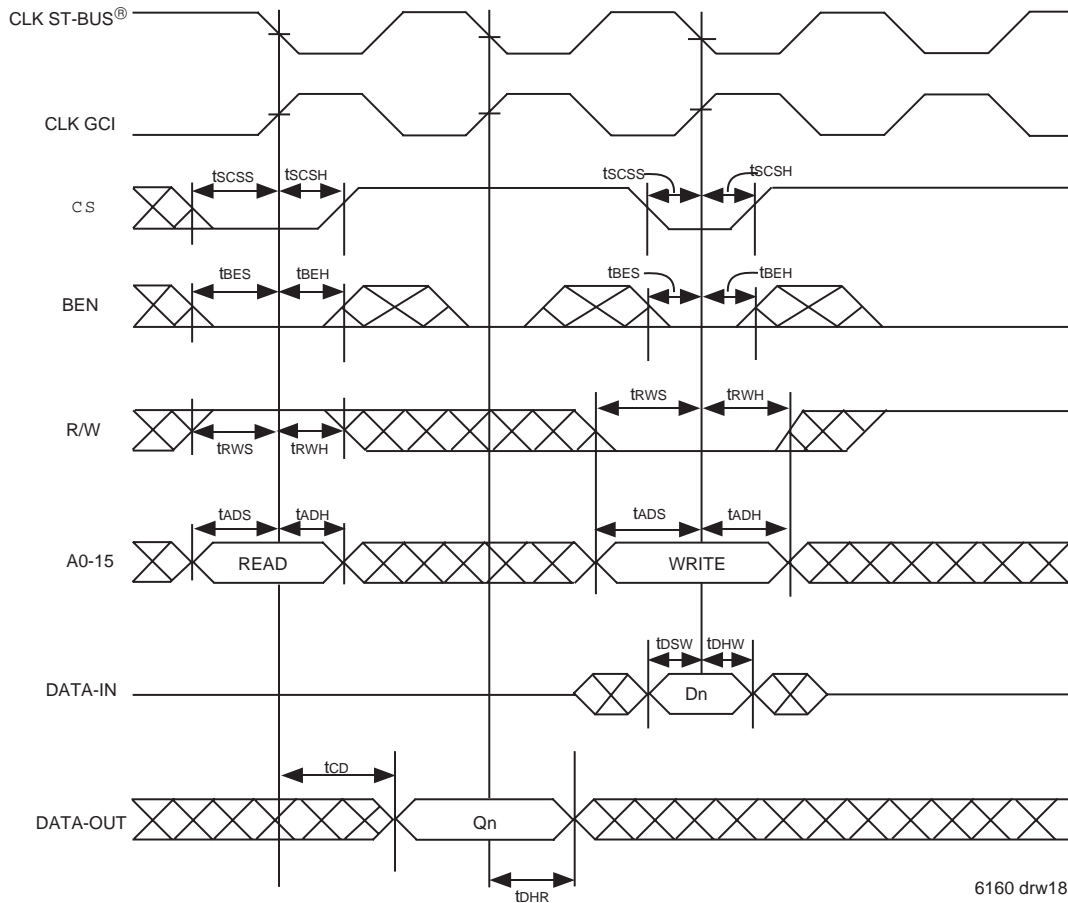 CLK ST-BUS®
CLK GCI
tSCSS tSCSH tSCSS tSCSH
CS
tBES tBEH tBES tBEH
BEN
tRWS tRWH
R/W
tRWS tRWH
tADS tADH tADS tADH
A0-15 READ WRITE
tDSW tDHW
DATA-IN Dn
tCD
DATA-OUT Qn
tDHR
6160 drw18